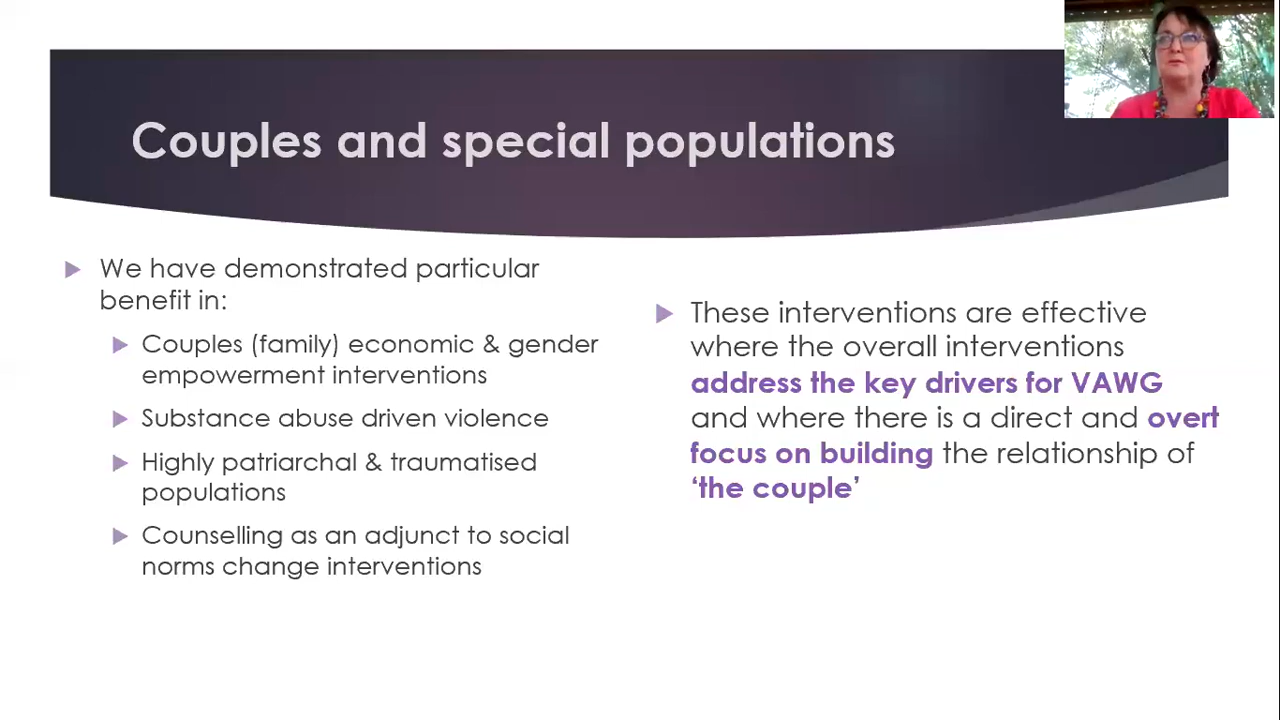 Couples and special populations
We have demonstrated particular
benefit in:
Couples (family) economic & gender
empowerment interventions
Substance abuse driven violence
Highly patriarchal & traumatised
populations
Counselling as an adjunct to social
norms change interventions
These interventions are effective
where the overall interventions
address the key drivers for VAWG
and where there is a direct and overt
focus on building the relationship of
‘the couple’